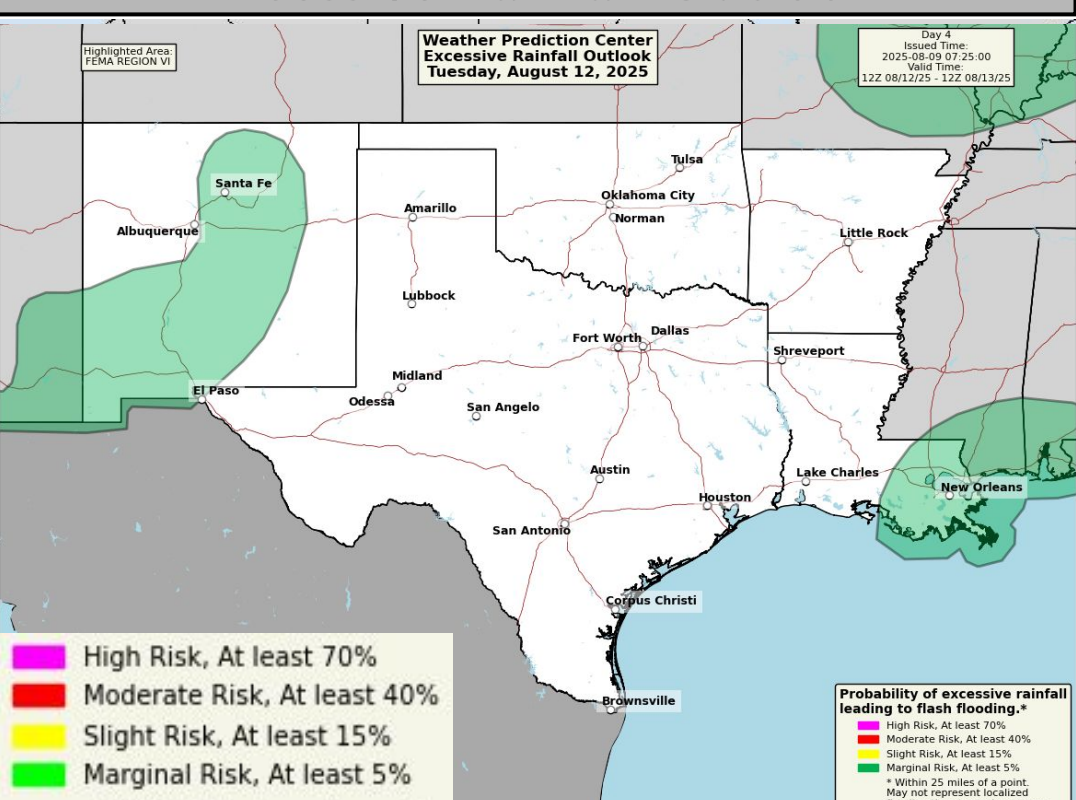 Highlighted Area:
FEMA REGION VI
Weather Prediction Center
Excessive Rainfall Outlook
Tuesday, August 12, 2025
Day 4
Issued Time:
2025-08-09 07:25:00
Valid Time:
12Z 08/12/25 - 12Z 08/13/25
Tulsa
Santa Fe
Oklahoma City
Amarillo
Norman
Albuquerque
Little Rock
Lubbock
Dallas
Fort Worth
Shreveport
Midland
El Paso
Odessa
San Angelo
Austin
Lake Charles
New Orleans
Houston
San Antonio
Corpus Christi
Brownsville
High Risk, At least 70%
Moderate Risk, At least 40%
Slight Risk, At least 15%
Marginal Risk, At least 5%
Probability of excessive rainfall
leading to flash flooding.*
High Risk, At least 70%
Moderate Risk, At least 40%
Slight Risk, At least 15%
Marginal Risk, At least 5%
* Within 25 miles of a point.
May not represent localized